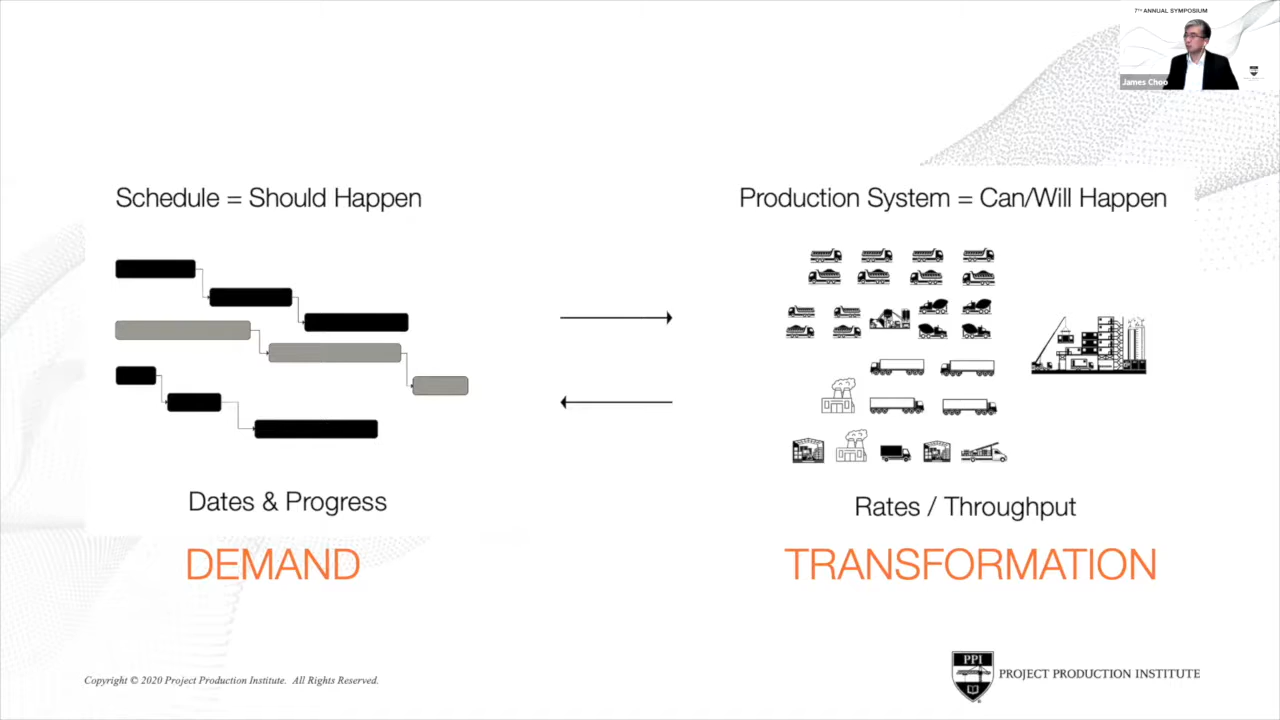 7TH ANNUAL SYMPOSIUM
James Choo
Schedule = Should Happen
Production System = Can/Will Happen
Dates & Progress
Rates / Throughput
DEMAND
TRANSFORMATION
Copyright © 2020 Project Production Institute. All Rights Reserved.
PPI
PROJECT PRODUCTION INSTITUTE